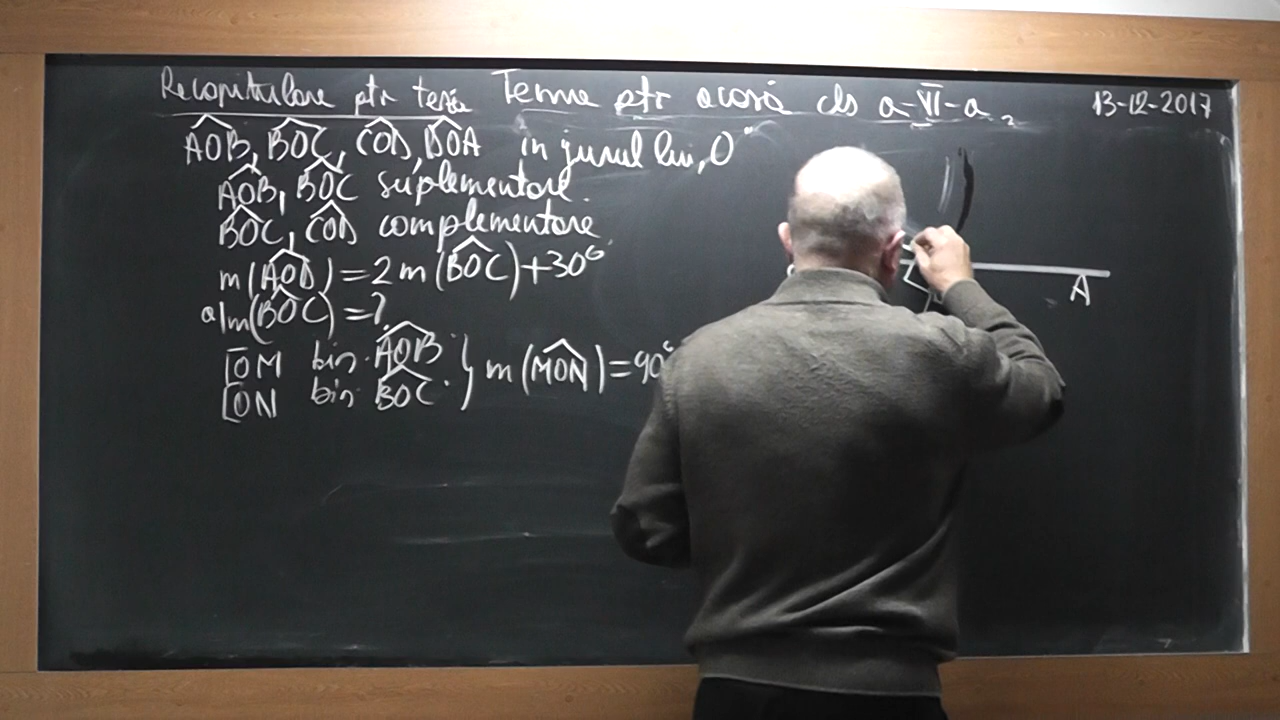 Recapitulare ptr teză Teme ptr acasă cls a-VI-a. 13-12-2017
AOB, BOC, COD, DOA în jurul lui O
AOB, BOC suplementare.
BOC, COD complementare
m(AOD) = 2m(BOC)+30°
a) m(BOC) = ?
[OM bis. AOB
[ON bis. BOC } m(MON)=90°
A